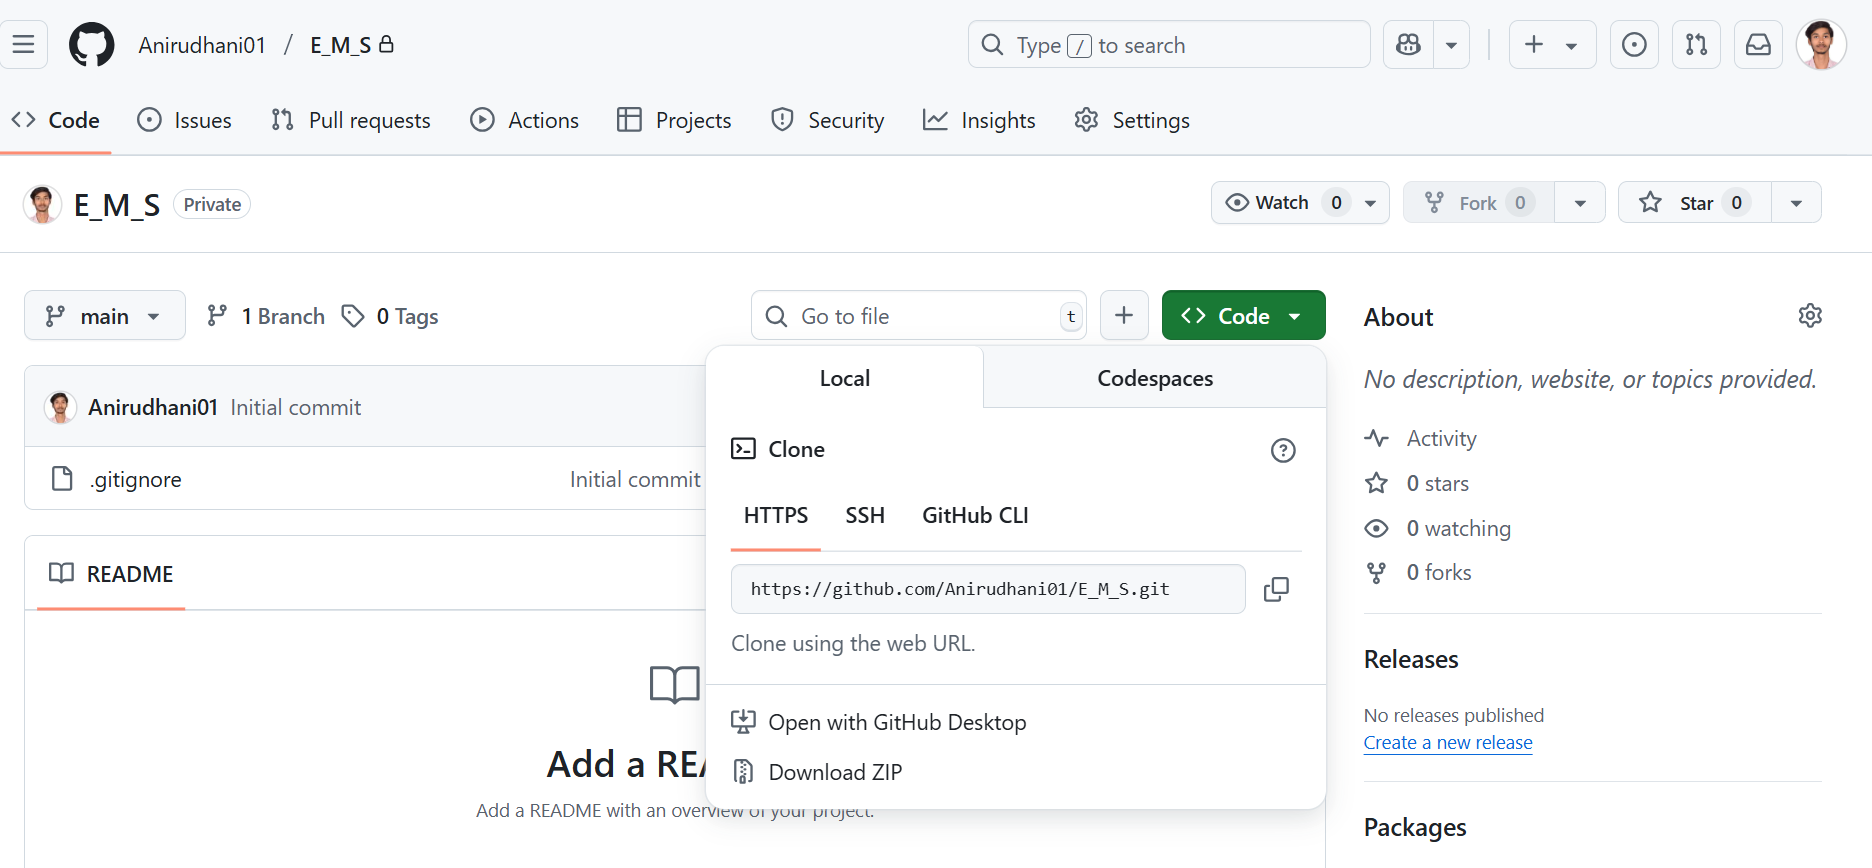 Anirudhani01 / E_M_S
Type / to search
Code
Issues
Pull requests
Actions
Projects
Security
Insights
Settings
E_M_S Private
Watch 0
Fork 0
Star 0
main
1 Branch
0 Tags
Go to file t
Code
Anirudhani01 Initial commit
.gitignore Initial commit
README
Add a
Add a README with an overview of your project.
Local
Codespaces
Clone
HTTPS
SSH
GitHub CLI
https://github.com/Anirudhani01/E_M_S.git
Clone using the web URL.
Open with GitHub Desktop
Download ZIP
About
No description, website, or topics provided.
Activity
0 stars
0 watching
0 forks
Releases
No releases published
Create a new release
Packages